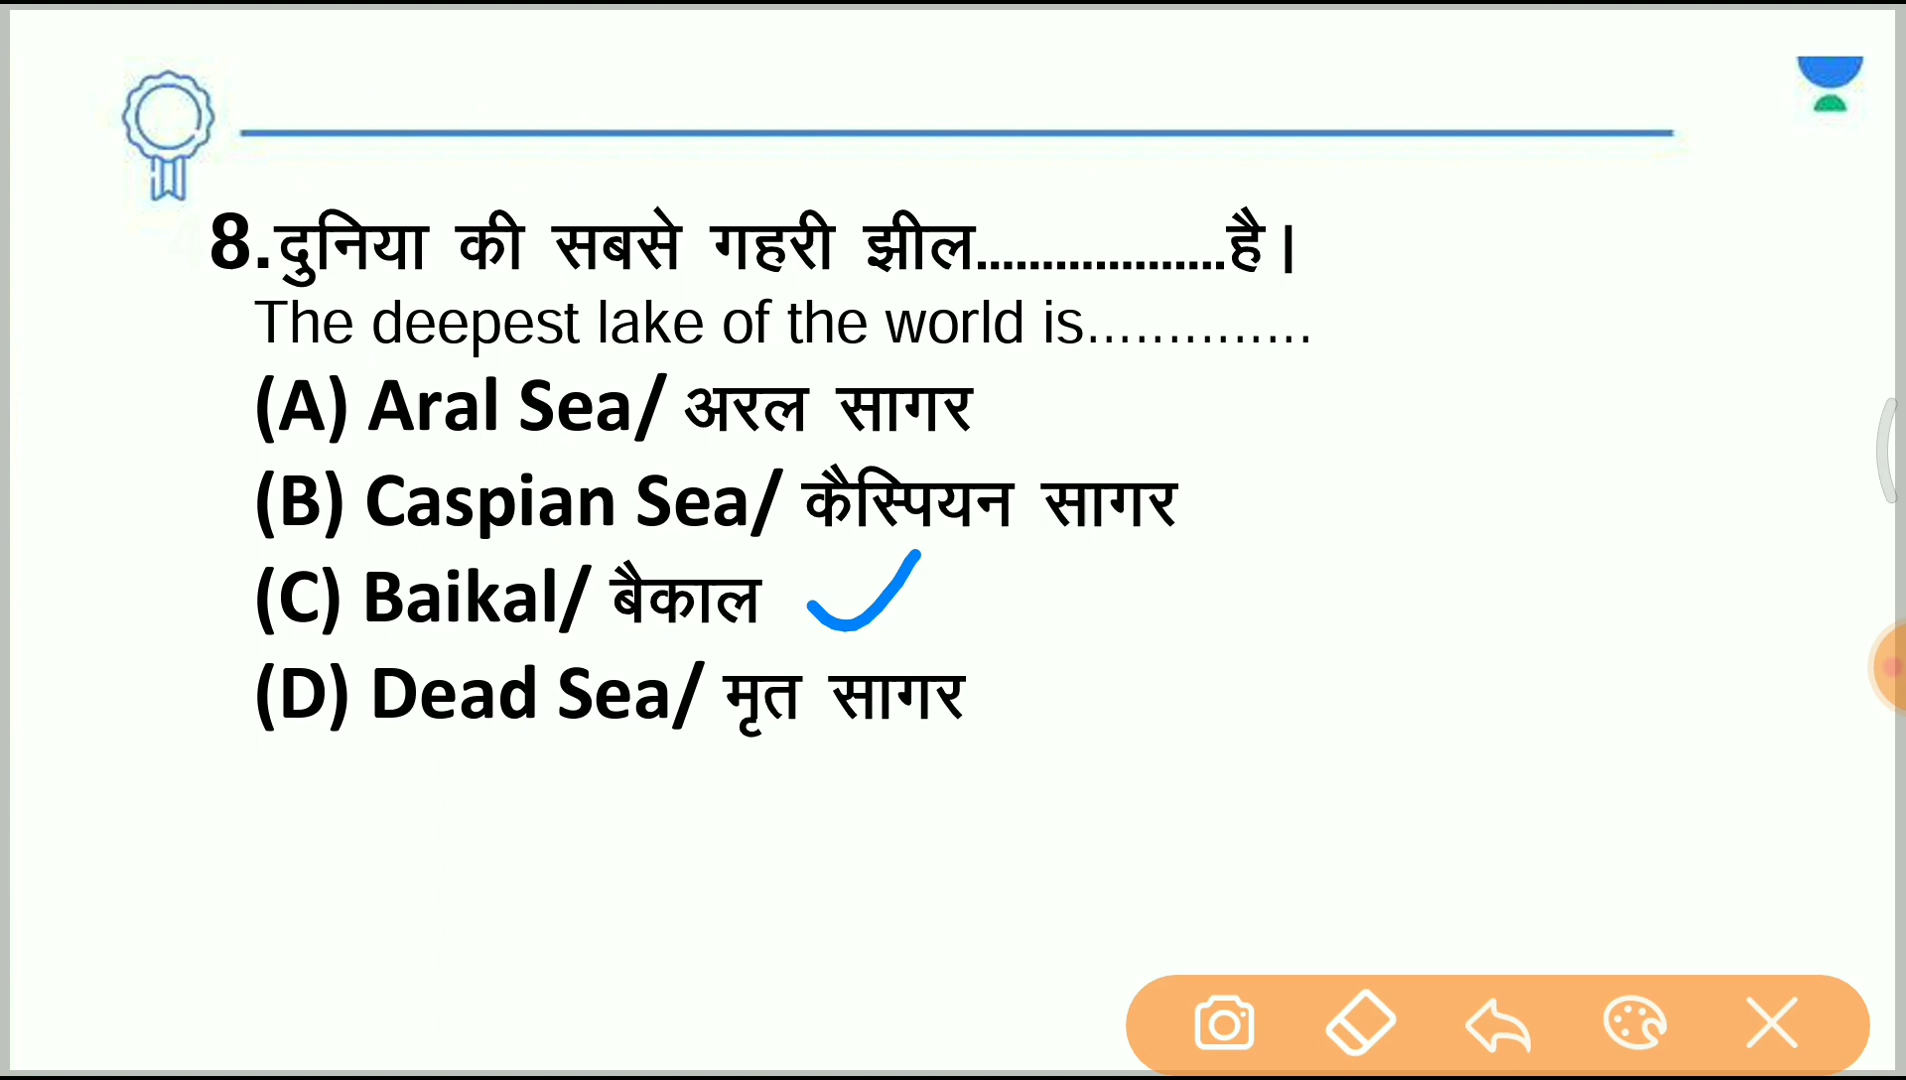 8.दुनिया की सबसे गहरी झील...................है।
The deepest lake of the world is..............
(A) Aral Sea/ अरल सागर
(B) Caspian Sea/ कैस्पियन सागर
(C) Baikal/ बैकाल
(D) Dead Sea/ मृत सागर